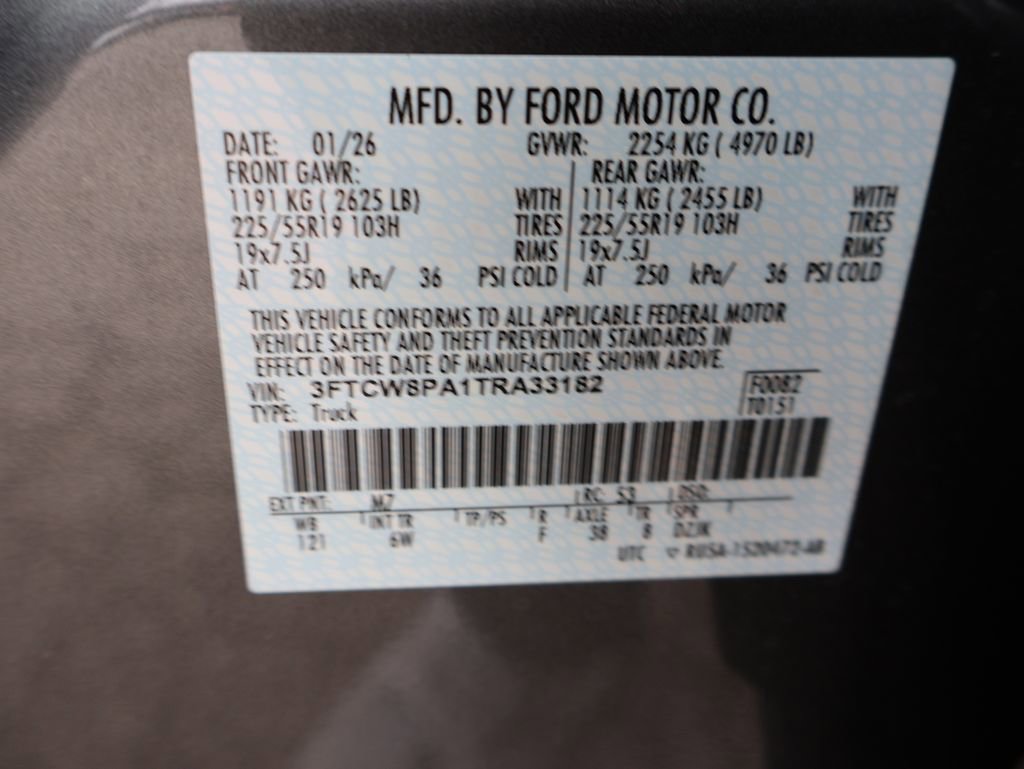 MFD. BY FORD MOTOR CO.
DATE: 01/26 GVWR: 2254 KG ( 4970 LB)
FRONT GAWR: REAR GAWR:
1191 KG ( 2625 LB) WITH 1114 KG ( 2455 LB) WITH
225/55R19 103H TIRES 225/55R19 103H TIRES
19x7.5J RIMS 19x7.5J RIMS
AT 250 kPa/ 36 PSI COLD AT 250 kPa/ 36 PSI COLD
THIS VEHICLE CONFORMS TO ALL APPLICABLE FEDERAL MOTOR
VEHICLE SAFETY AND THEFT PREVENTION STANDARDS IN
EFFECT ON THE DATE OF MANUFACTURE SHOWN ABOVE.
VIN: 3FTCW8PA1TRA33182 F0082
TYPE: Truck T0151
EXT PNT: M7 RC: 53 DSO:
WB INT TR TP/PS R AXLE TR SPR
121 6W F 38 8 DZJK
UTC